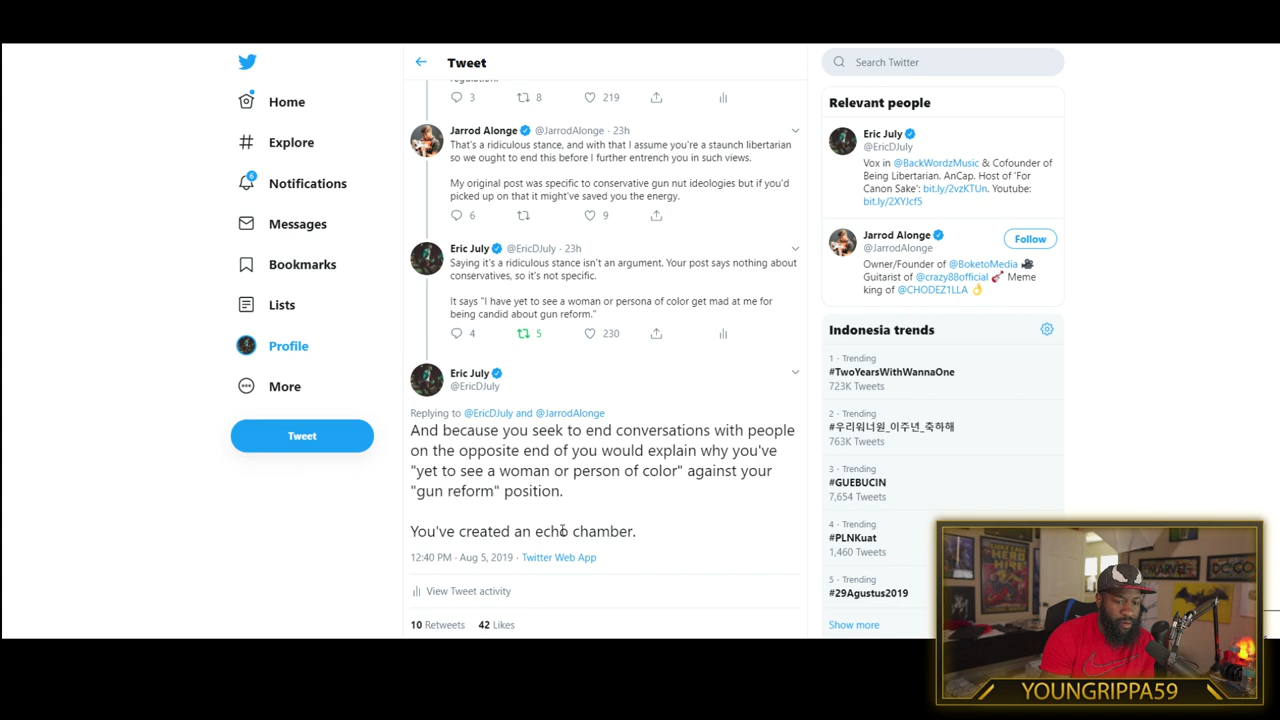 Tweet
Search Twitter
Home
Explore
6
Notifications
Messages
Bookmarks
Lists
Profile
More
Tweet
3
8
219
Jarrod Alonge @JarrodAlonge · 23h
That's a ridiculous stance, and with that I assume you're a staunch libertarian
so we ought to end this before I further entrench you in such views.
My original post was specific to conservative gun nut ideologies but if you'd
picked up on that it might've saved you the energy.
6
9
Eric July @EricDJuly · 23h
Saying it's a ridiculous stance isn't an argument. Your post says nothing about
conservatives, so it's not specific.
It says "I have yet to see a woman or persona of color get mad at me for
being candid about gun reform."
4
5
230
Eric July
@EricDJuly
Replying to @EricDJuly and @JarrodAlonge
And because you seek to end conversations with people
on the opposite end of you would explain why you've
"yet to see a woman or person of color" against your
"gun reform" position.
You've created an echo chamber.
12:40 PM · Aug 5, 2019 · Twitter Web App
View Tweet activity
10 Retweets 42 Likes
Relevant people
Eric July
@EricDJuly
Vox in @BackWordzMusic & Cofounder of
Being Libertarian. AnCap. Host of 'For
Canon Sake': bit.ly/2vzKTUn. Youtube:
bit.ly/2XYJcf5
Jarrod Alonge
@JarrodAlonge
Follow
Owner/Founder of @BoketoMedia
Guitarist of @crazy88official Meme
king of @CHODEZ1LLA
Indonesia trends
1 · Trending
#TwoYearsWithWannaOne
723K Tweets
2 · Trending
#우리워너원_이주년_축하해
763K Tweets
3 · Trending
#GUEBUCIN
7,654 Tweets
4 · Trending
#PLNKuat
1,460 Tweets
5 · Trending
#29Agustus2019
Show more
LUKE CAGE
HERO
HIRE
MARVEL
DC CO
YOUNGRIPPA59